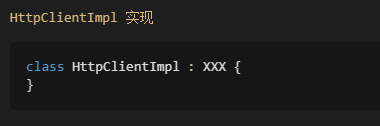 HttpClientImpl 实现
class HttpClientImpl : XXX {
}